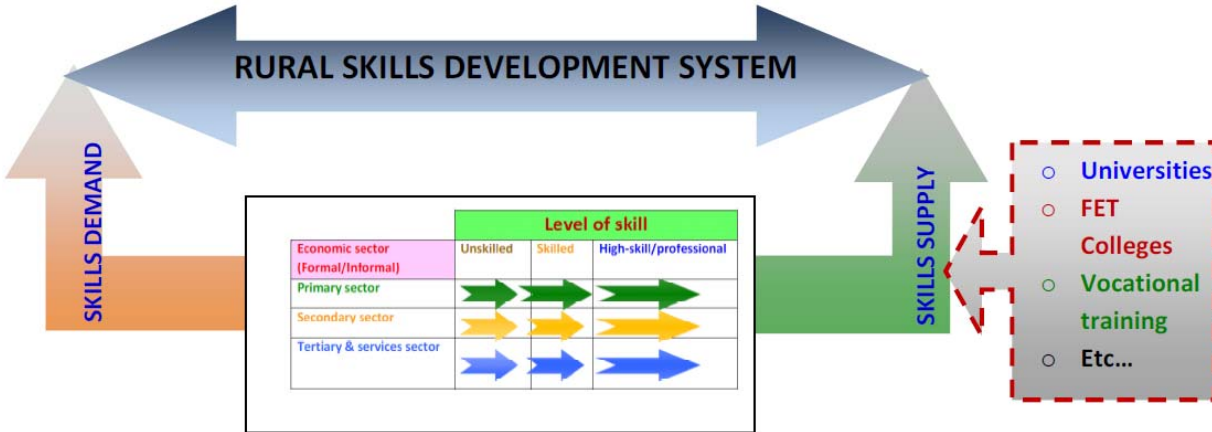 RURAL SKILLS DEVELOPMENT SYSTEM
SKILLS DEMAND
Level of skill
Economic sector
(Formal/Informal)
Unskilled
Skilled
High-skill/professional
Primary sector
Secondary sector
Tertiary & services sector
SKILLS SUPPLY
○ Universities
○ FET
Colleges
○ Vocational
training
○ Etc...